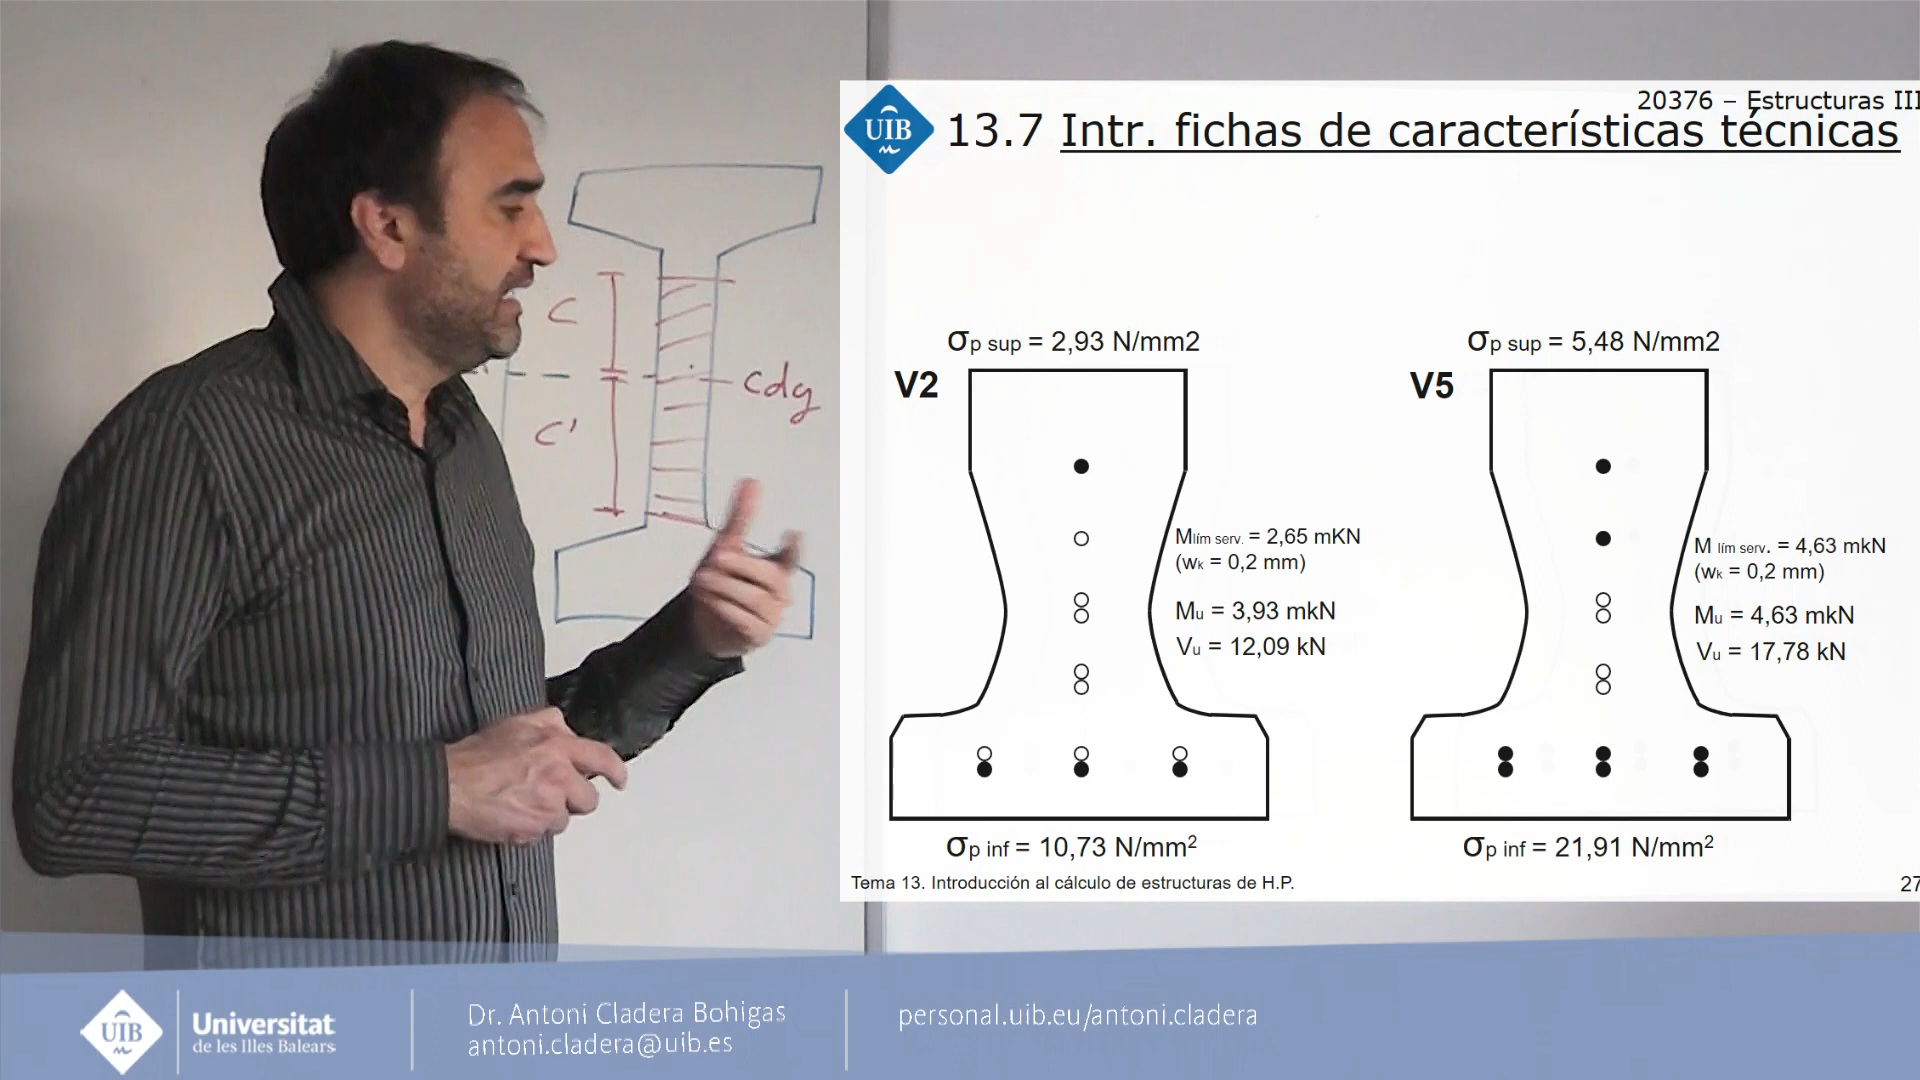 20376 – Estructuras III
UIB
13.7 Intr. fichas de características técnicas
C
C'
cdg
σp sup = 2,93 N/mm2
V2
Mlím serv. = 2,65 mKN
(wk = 0,2 mm)
Mu = 3,93 mkN
Vu = 12,09 kN
σp inf = 10,73 N/mm²
σp sup = 5,48 N/mm2
V5
M lím serv. = 4,63 mkN
(wk = 0,2 mm)
Mu = 4,63 mkN
Vu = 17,78 kN
σp inf = 21,91 N/mm²
Tema 13. Introducción al cálculo de estructuras de H.P.
27
UIB
Universitat
de les Illes Balears
Dr. Antoni Cladera Bohigas
antoni.cladera@uib.es
personal.uib.eu/antoni.cladera